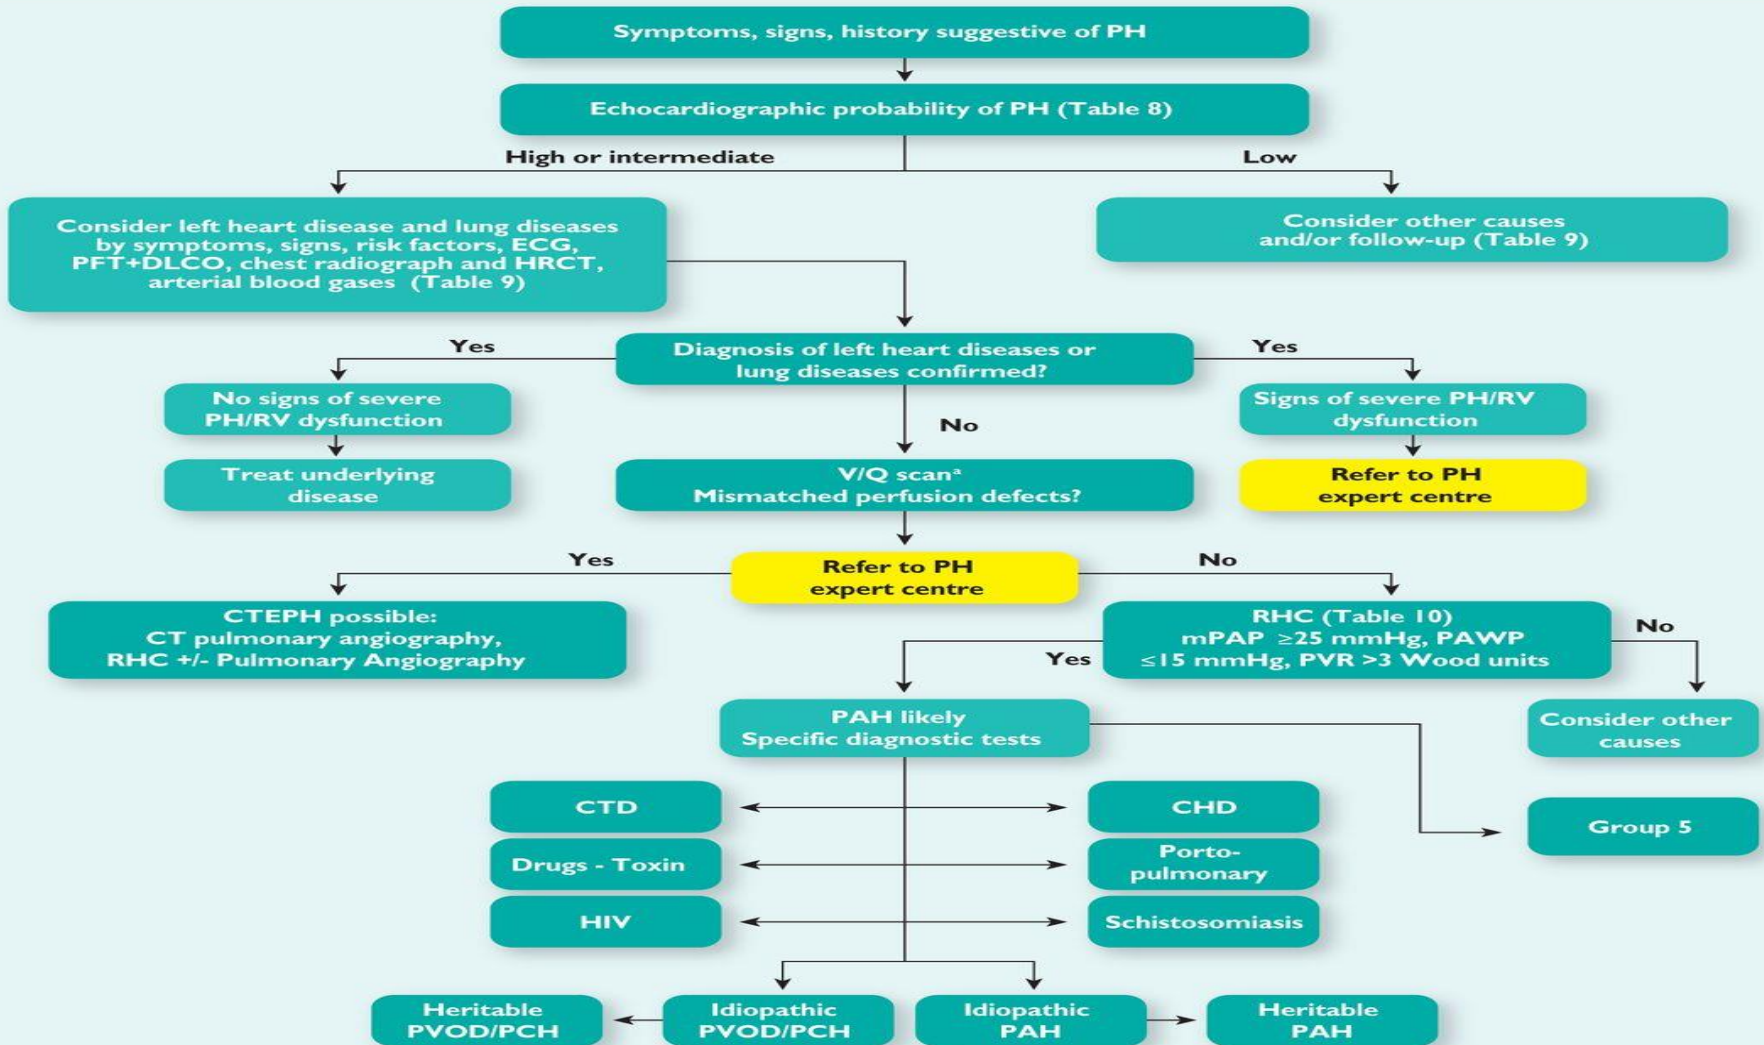 Symptoms, signs, history suggestive of PH
Echocardiographic probability of PH (Table 8)
High or intermediate
Low
Consider left heart disease and lung diseases
by symptoms, signs, risk factors, ECG,
PFT+DLCO, chest radiograph and HRCT,
arterial blood gases (Table 9)
Consider other causes
and/or follow-up (Table 9)
Yes
Diagnosis of left heart diseases or
lung diseases confirmed?
Yes
No signs of severe
PH/RV dysfunction
Signs of severe PH/RV
dysfunction
No
Treat underlying
disease
V/Q scanᵃ
Mismatched perfusion defects?
Refer to PH
expert centre
Yes
Refer to PH
expert centre
No
CTEPH possible:
CT pulmonary angiography,
RHC +/- Pulmonary Angiography
RHC (Table 10)
mPAP ≥25 mmHg, PAWP
≤15 mmHg, PVR >3 Wood units
Yes
No
PAH likely
Specific diagnostic tests
Consider other
causes
CTD
CHD
Group 5
Drugs - Toxin
Porto-
pulmonary
HIV
Schistosomiasis
Heritable
PVOD/PCH
Idiopathic
PVOD/PCH
Idiopathic
PAH
Heritable
PAH